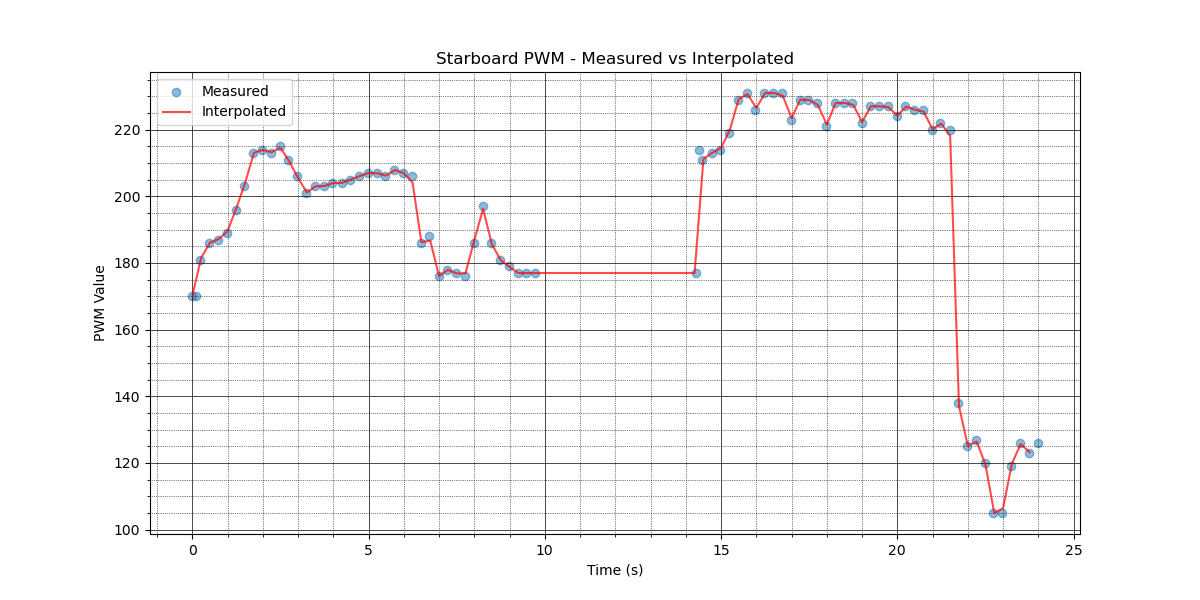 Starboard PWM - Measured vs Interpolated
Measured
Interpolated
PWM Value
220
200
180
160
140
120
100
0 5 10 15 20 25
Time (s)